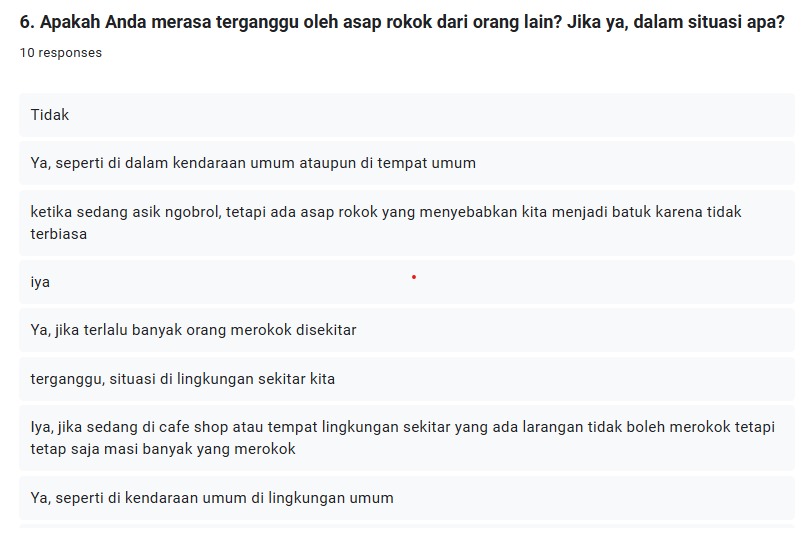 6. Apakah Anda merasa terganggu oleh asap rokok dari orang lain? Jika ya, dalam situasi apa?
10 responses
Tidak
Ya, seperti di dalam kendaraan umum ataupun di tempat umum
ketika sedang asik ngobrol, tetapi ada asap rokok yang menyebabkan kita menjadi batuk karena tidak
terbiasa
iya
Ya, jika terlalu banyak orang merokok disekitar
terganggu, situasi di lingkungan sekitar kita
Iya, jika sedang di cafe shop atau tempat lingkungan sekitar yang ada larangan tidak boleh merokok tetapi
tetap saja masi banyak yang merokok
Ya, seperti di kendaraan umum di lingkungan umum